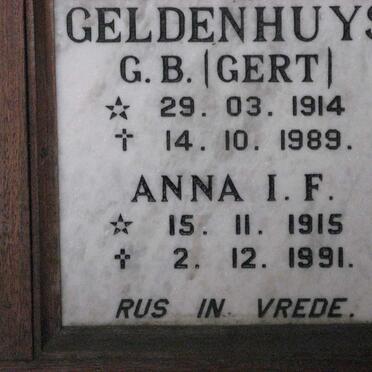 GELDENHUYS
G. B. (GERT)
☆ 29. 03. 1914
✝ 14. 10. 1989.
ANNA I. F.
☆ 15. 11. 1915
✝ 2. 12. 1991.
RUS IN VREDE.